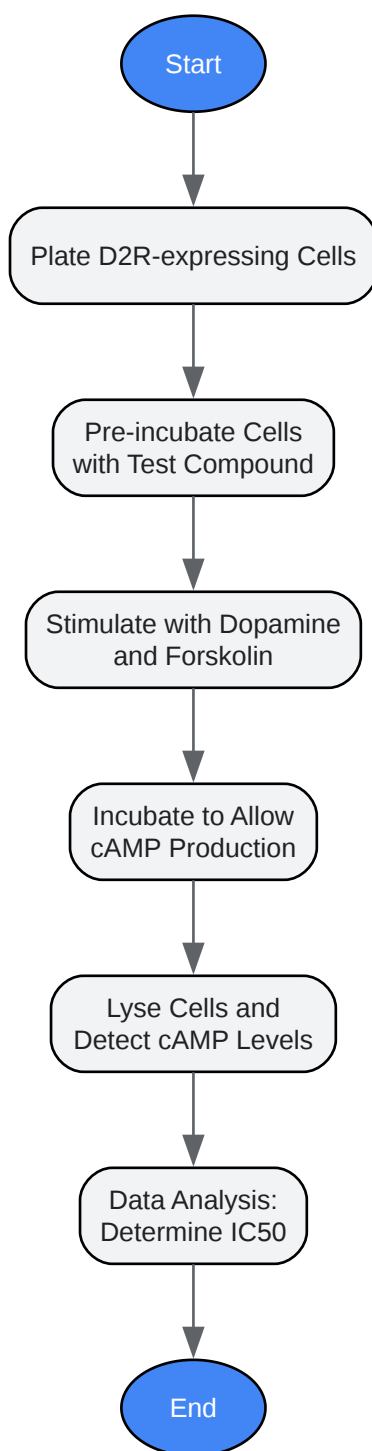 Start
Plate D2R-expressing Cells
Pre-incubate Cells
with Test Compound
Stimulate with Dopamine
and Forskolin
Incubate to Allow
cAMP Production
Lyse Cells and
Detect cAMP Levels
Data Analysis:
Determine IC50
End